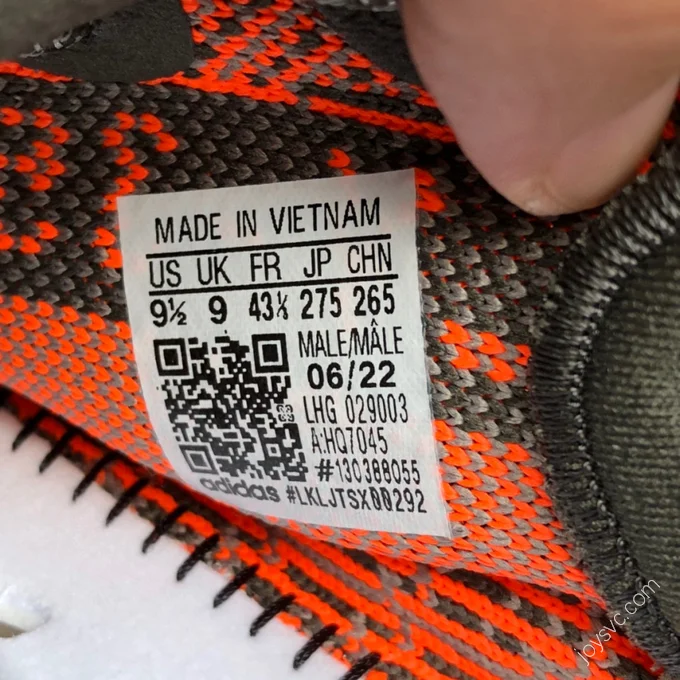 MADE IN VIETNAM
US UK FR JP CHN
9½ 9 43⅓ 275 265
MALE/MÂLE
06/22
LHG 029003
A:HQ7045
#130388055
adidas #LKLJTSX00292
joysvc.com